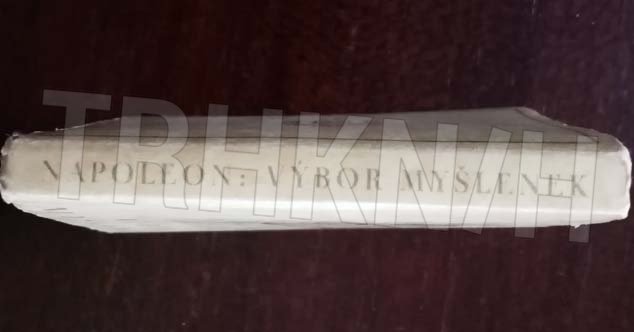 NAPOLEON: VÝBOR MYŠLENEK
TRHKNIH